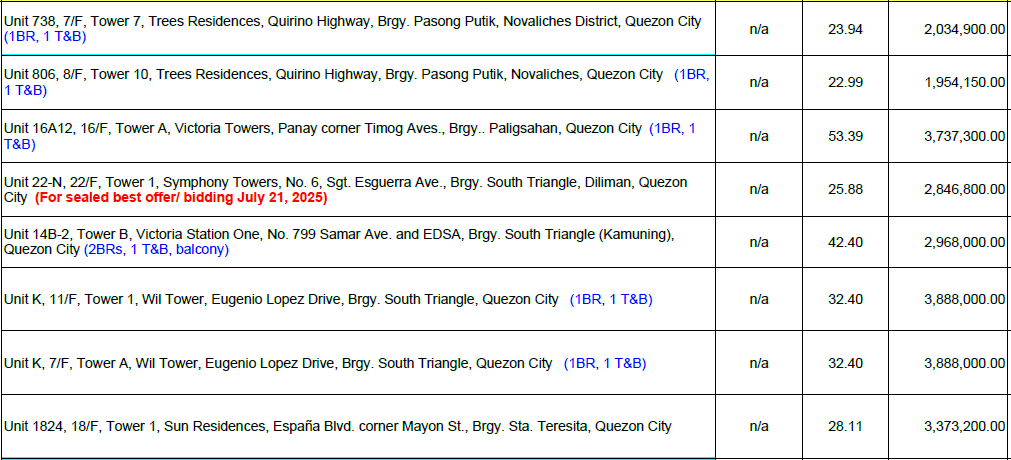 Unit 738, 7/F, Tower 7, Trees Residences, Quirino Highway, Brgy. Pasong Putik, Novaliches District, Quezon City
(1BR, 1 T&B)
n/a 23.94 2,034,900.00
Unit 806, 8/F, Tower 10, Trees Residences, Quirino Highway, Brgy. Pasong Putik, Novaliches, Quezon City (1BR,
1 T&B)
n/a 22.99 1,954,150.00
Unit 16A12, 16/F, Tower A, Victoria Towers, Panay corner Timog Aves., Brgy.. Paligsahan, Quezon City (1BR, 1
T&B)
n/a 53.39 3,737,300.00
Unit 22-N, 22/F, Tower 1, Symphony Towers, No. 6, Sgt. Esguerra Ave., Brgy. South Triangle, Diliman, Quezon
City (For sealed best offer/ bidding July 21, 2025)
n/a 25.88 2,846,800.00
Unit 14B-2, Tower B, Victoria Station One, No. 799 Samar Ave. and EDSA, Brgy. South Triangle (Kamuning),
Quezon City (2BRs, 1 T&B, balcony)
n/a 42.40 2,968,000.00
Unit K, 11/F, Tower 1, Wil Tower, Eugenio Lopez Drive, Brgy. South Triangle, Quezon City (1BR, 1 T&B)
n/a 32.40 3,888,000.00
Unit K, 7/F, Tower A, Wil Tower, Eugenio Lopez Drive, Brgy. South Triangle, Quezon City (1BR, 1 T&B)
n/a 32.40 3,888,000.00
Unit 1824, 18/F, Tower 1, Sun Residences, España Blvd. corner Mayon St., Brgy. Sta. Teresita, Quezon City
n/a 28.11 3,373,200.00